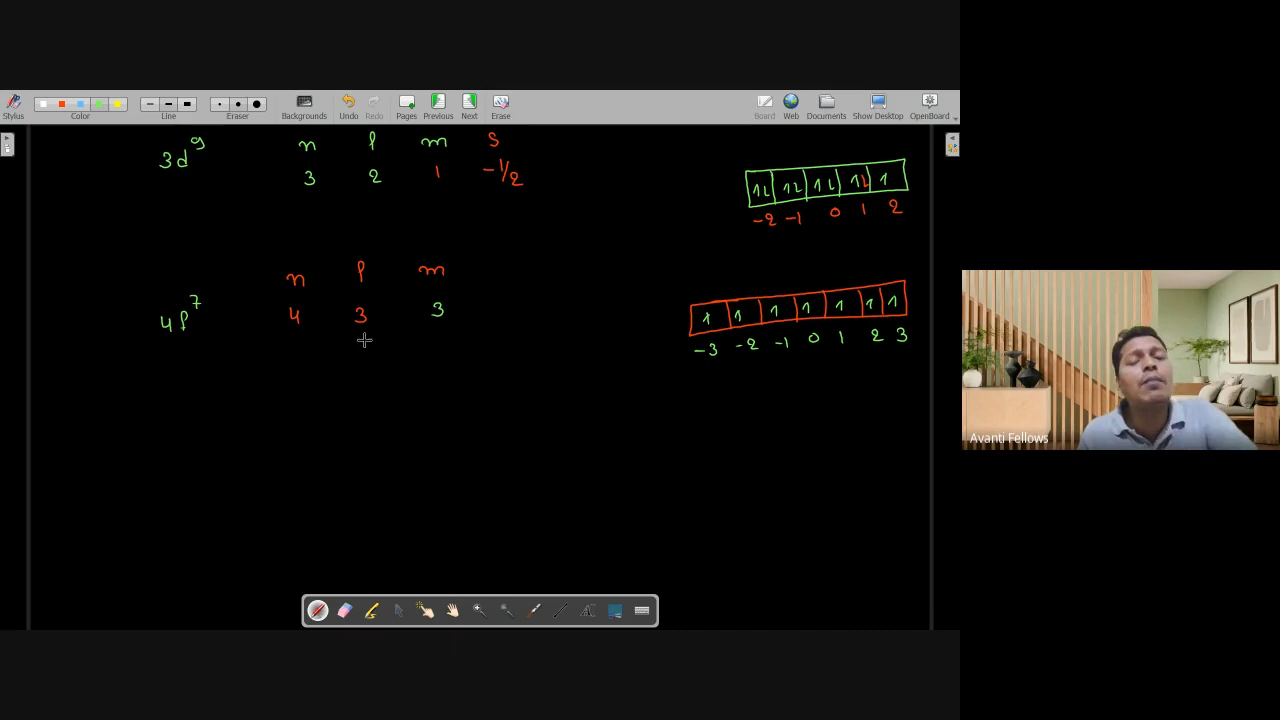 Color Line Eraser
Stylus Backgrounds Undo Redo Pages Previous Next Erase Board Web Documents Show Desktop OpenBoard
3d⁹ n l m s
3 2 1 -1/2
1L 1L 1L 1L 1
-2 -1 0 1 2
n l m
4f⁷ 4 3 3
1 1 1 1 1 1 1
-3 -2 -1 0 1 2 3
Avanti Fellows